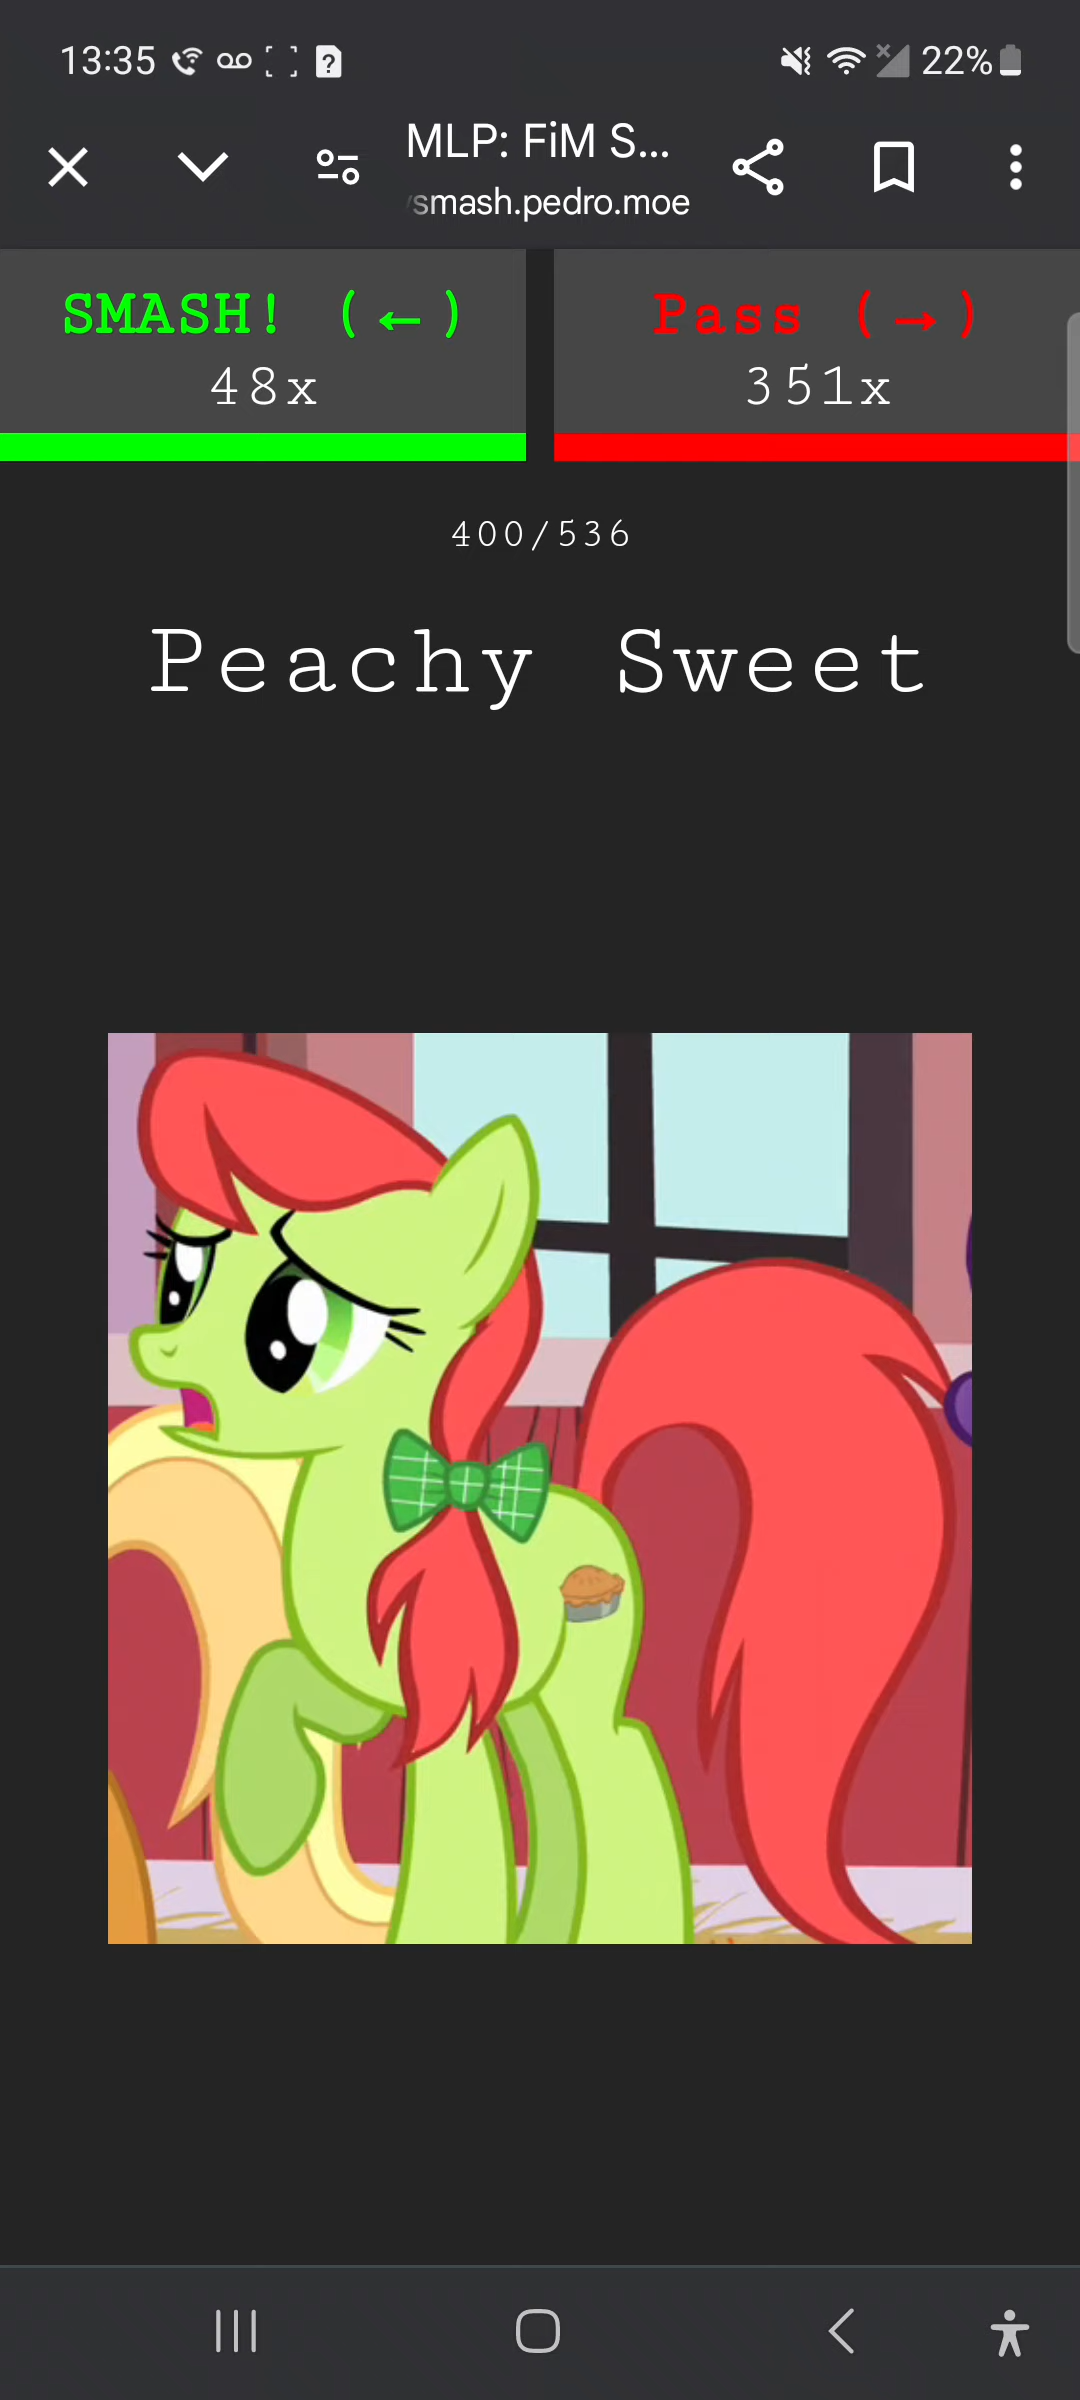 13:35
22%
MLP: FiM S...
smash.pedro.moe
SMASH! (←)
48x
Pass (→)
351x
400/536
Peachy Sweet